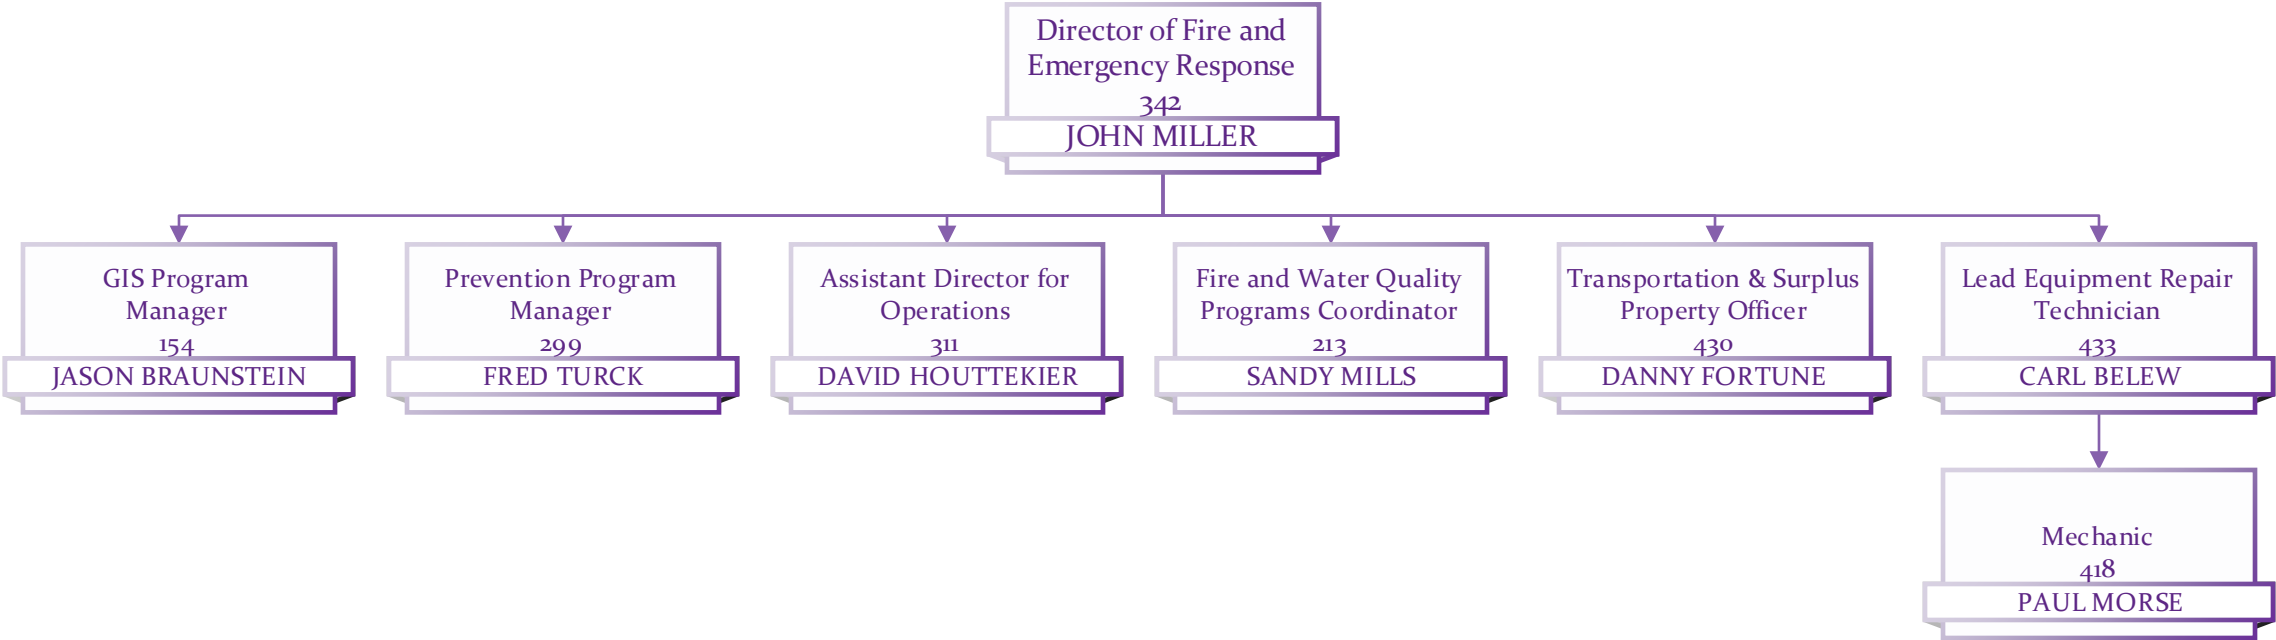 Director of Fire and
Emergency Response
342
JOHN MILLER
GIS Program
Manager
154
JASON BRAUNSTEIN
Prevention Program
Manager
299
FRED TURCK
Assistant Director for
Operations
311
DAVID HOUTTEKIER
Fire and Water Quality
Programs Coordinator
213
SANDY MILLS
Transportation & Surplus
Property Officer
430
DANNY FORTUNE
Lead Equipment Repair
Technician
433
CARL BELEW
Mechanic
418
PAUL MORSE